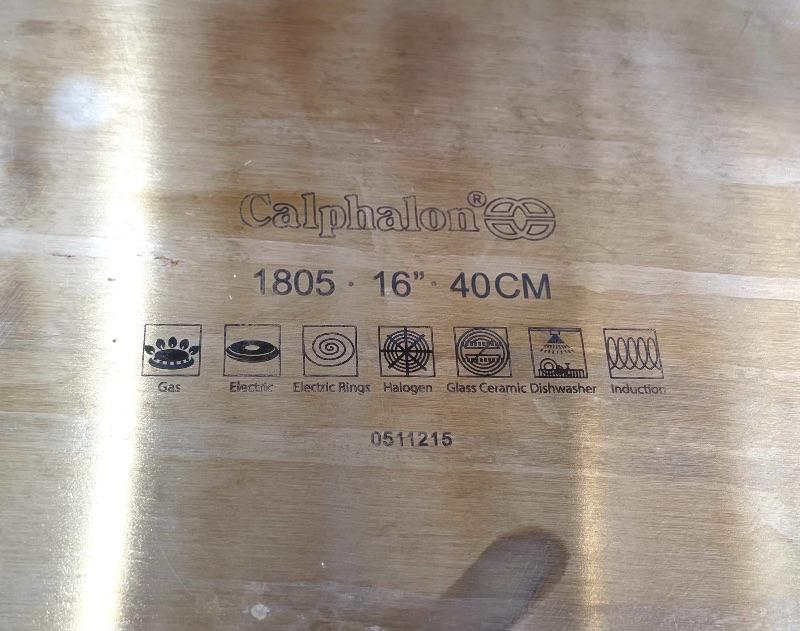 Calphalon®
1805 · 16” · 40CM
Gas Electric Electric Rings Halogen Glass Ceramic Dishwasher Induction
0511215